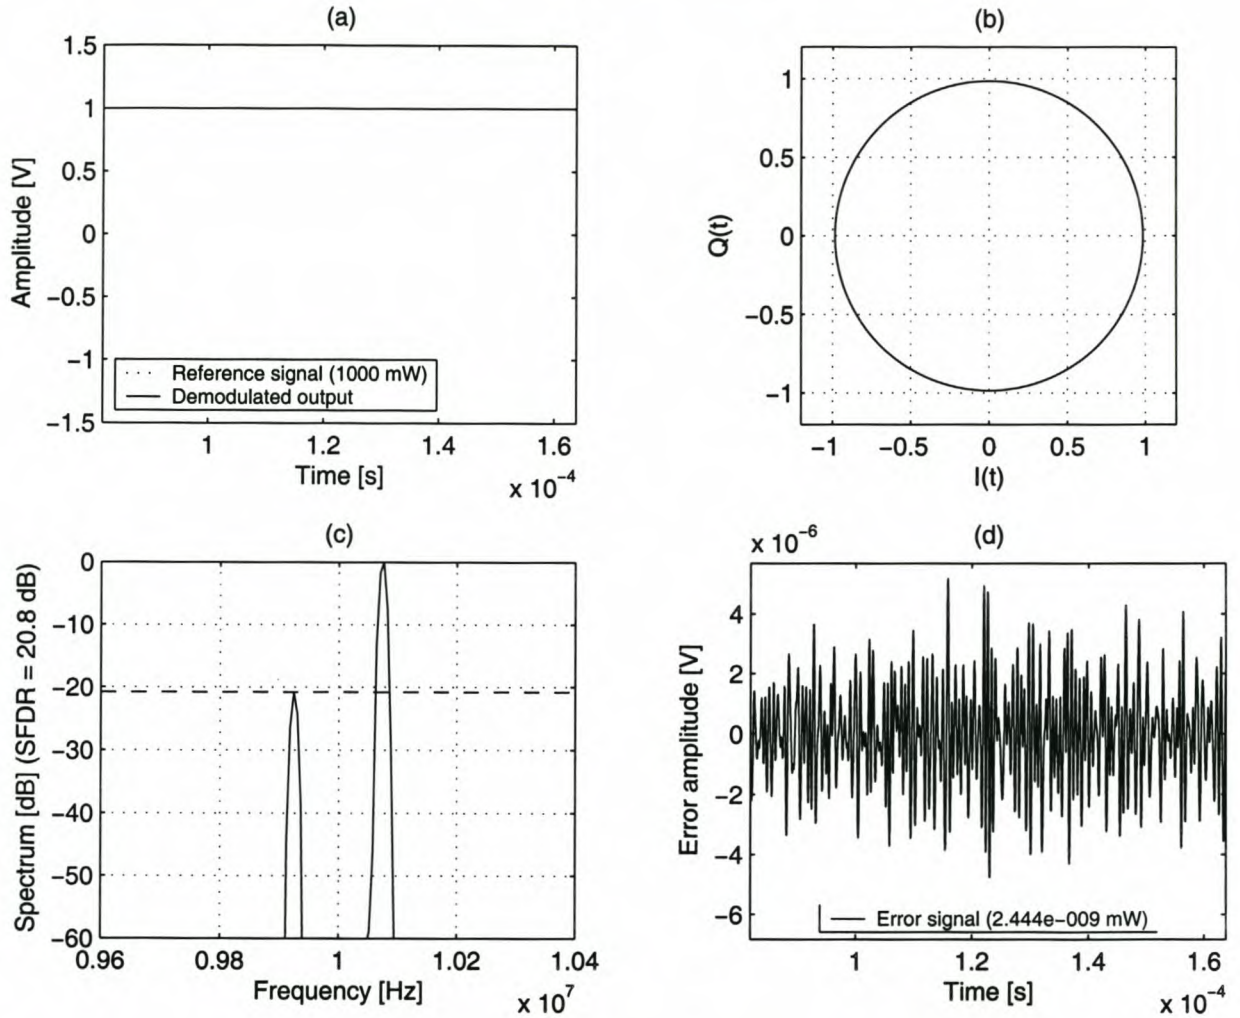 (a)
1.5
1
0.5
0
−0.5
−1
−1.5
Amplitude [V]
Reference signal (1000 mW)
Demodulated output
1 1.2 1.4 1.6
Time [s]
x 10−4
(b)
1
0.5
0
−0.5
−1
Q(t)
−1 −0.5 0 0.5 1
I(t)
(c)
0
−10
−20
−30
−40
−50
−60
Spectrum [dB] (SFDR = 20.8 dB)
0.96 0.98 1 1.02 1.04
Frequency [Hz]
x 10^7
(d)
x 10−6
4
2
0
−2
−4
−6
Error amplitude [V]
Error signal (2.444e−009 mW)
1 1.2 1.4 1.6
Time [s]
x 10−4